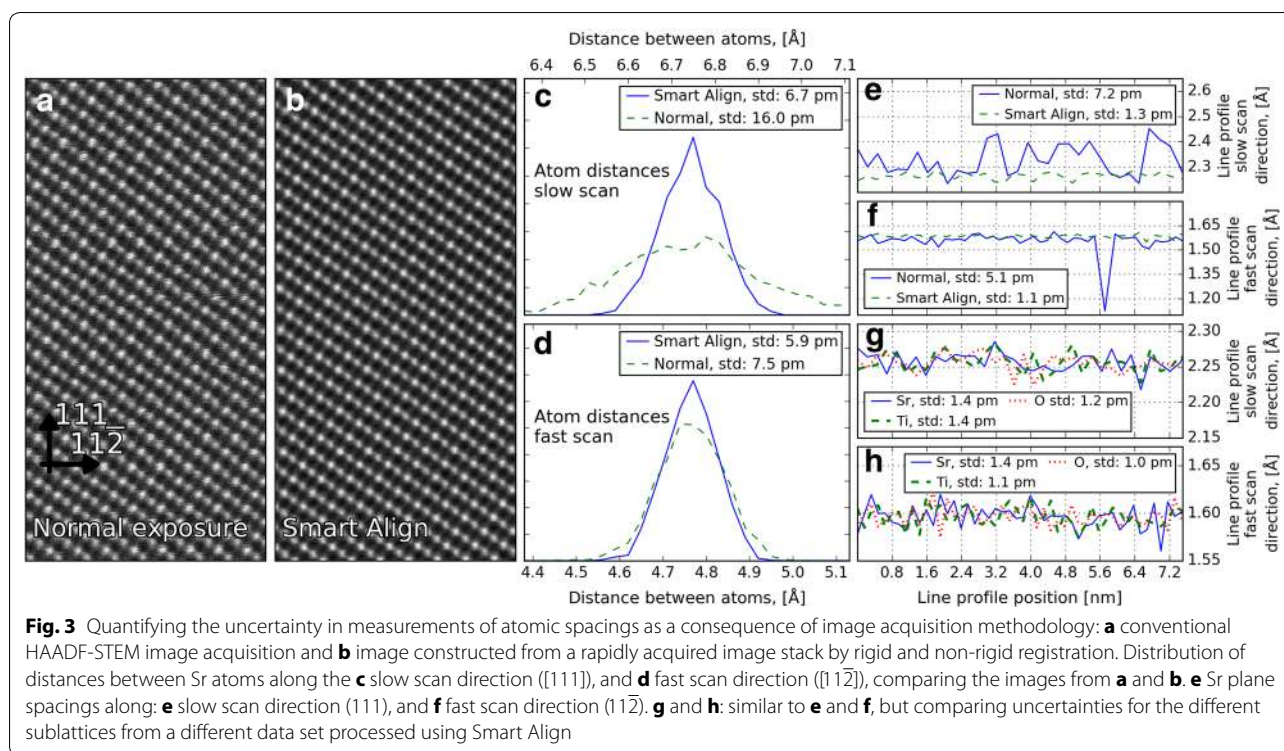 Distance between atoms, [Å]
6.4 6.5 6.6 6.7 6.8 6.9 7.0 7.1
a
111
112̅
Normal exposure
b
Smart Align
c
Smart Align, std: 6.7 pm
Normal, std: 16.0 pm
Atom distances
slow scan
d
Smart Align, std: 5.9 pm
Normal, std: 7.5 pm
Atom distances
fast scan
4.4 4.5 4.6 4.7 4.8 4.9 5.0 5.1
Distance between atoms, [Å]
e
Normal, std: 7.2 pm
Smart Align, std: 1.3 pm
2.6
2.5
2.4
2.3
2.2
Line profile
slow scan
direction, [Å]
f
Normal, std: 5.1 pm
Smart Align, std: 1.1 pm
1.65
1.50
1.35
1.20
Line profile
fast scan
direction, [Å]
g
Sr, std: 1.4 pm O std: 1.2 pm
Ti, std: 1.4 pm
2.30
2.25
2.20
2.15
Line profile
slow scan
direction, [Å]
h
Sr, std: 1.4 pm O, std: 1.0 pm
Ti, std: 1.1 pm
1.65
1.60
1.55
Line profile
fast scan
direction, [Å]
0.8 1.6 2.4 3.2 4.0 4.8 5.6 6.4 7.2
Line profile position [nm]
Fig. 3 Quantifying the uncertainty in measurements of atomic spacings as a consequence of image acquisition methodology: a conventional
HAADF-STEM image acquisition and b image constructed from a rapidly acquired image stack by rigid and non-rigid registration. Distribution of
distances between Sr atoms along the c slow scan direction ([111]), and d fast scan direction ([112̅]), comparing the images from a and b. e Sr plane
spacings along: e slow scan direction (111), and f fast scan direction (112̅). g and h: similar to e and f, but comparing uncertainties for the different
sublattices from a different data set processed using Smart Align